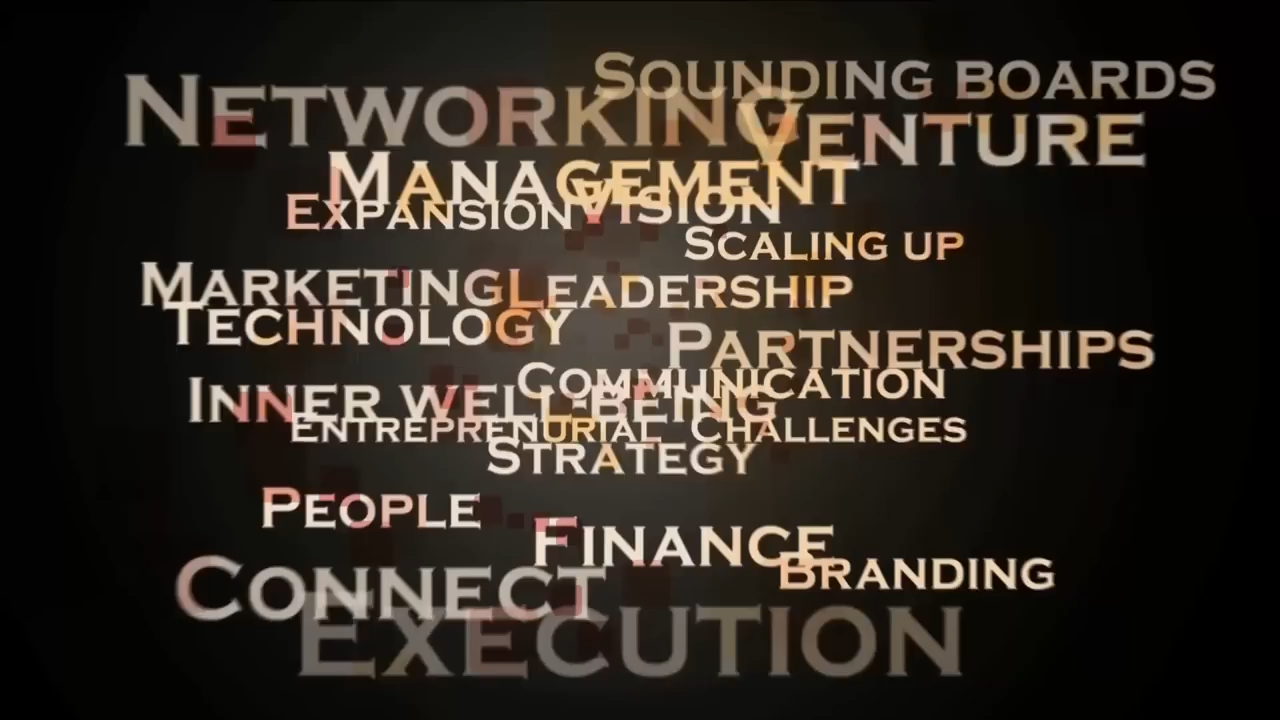 SOUNDING BOARDS
NETWORKING
VENTURE
MANAGEMENT
EXPANSION
VISION
SCALING UP
MARKETING
LEADERSHIP
TECHNOLOGY
PARTNERSHIPS
COMMUNICATION
INNER WELL-BEING
ENTREPRENURIAL CHALLENGES
STRATEGY
PEOPLE
FINANCE
BRANDING
CONNECT
EXECUTION